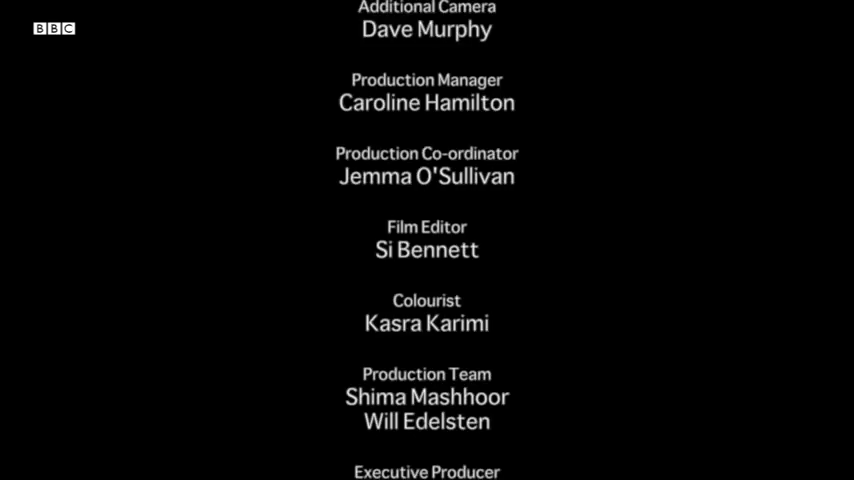 Additional Camera
BBC
Dave Murphy
Production Manager
Caroline Hamilton
Production Co-ordinator
Jemma O'Sullivan
Film Editor
Si Bennett
Colourist
Kasra Karimi
Production Team
Shima Mashhoor
Will Edelsten
Executive Producer